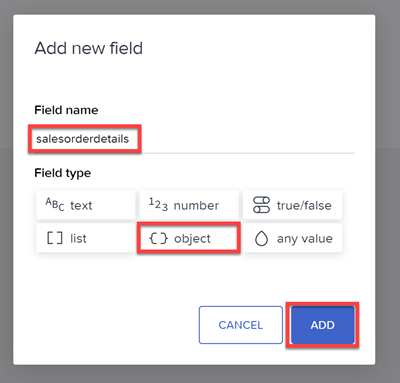 Add new field
Field name
salesorderdetails
Field type
ABC text 123 number true/false
[] list {} object any value
CANCEL ADD